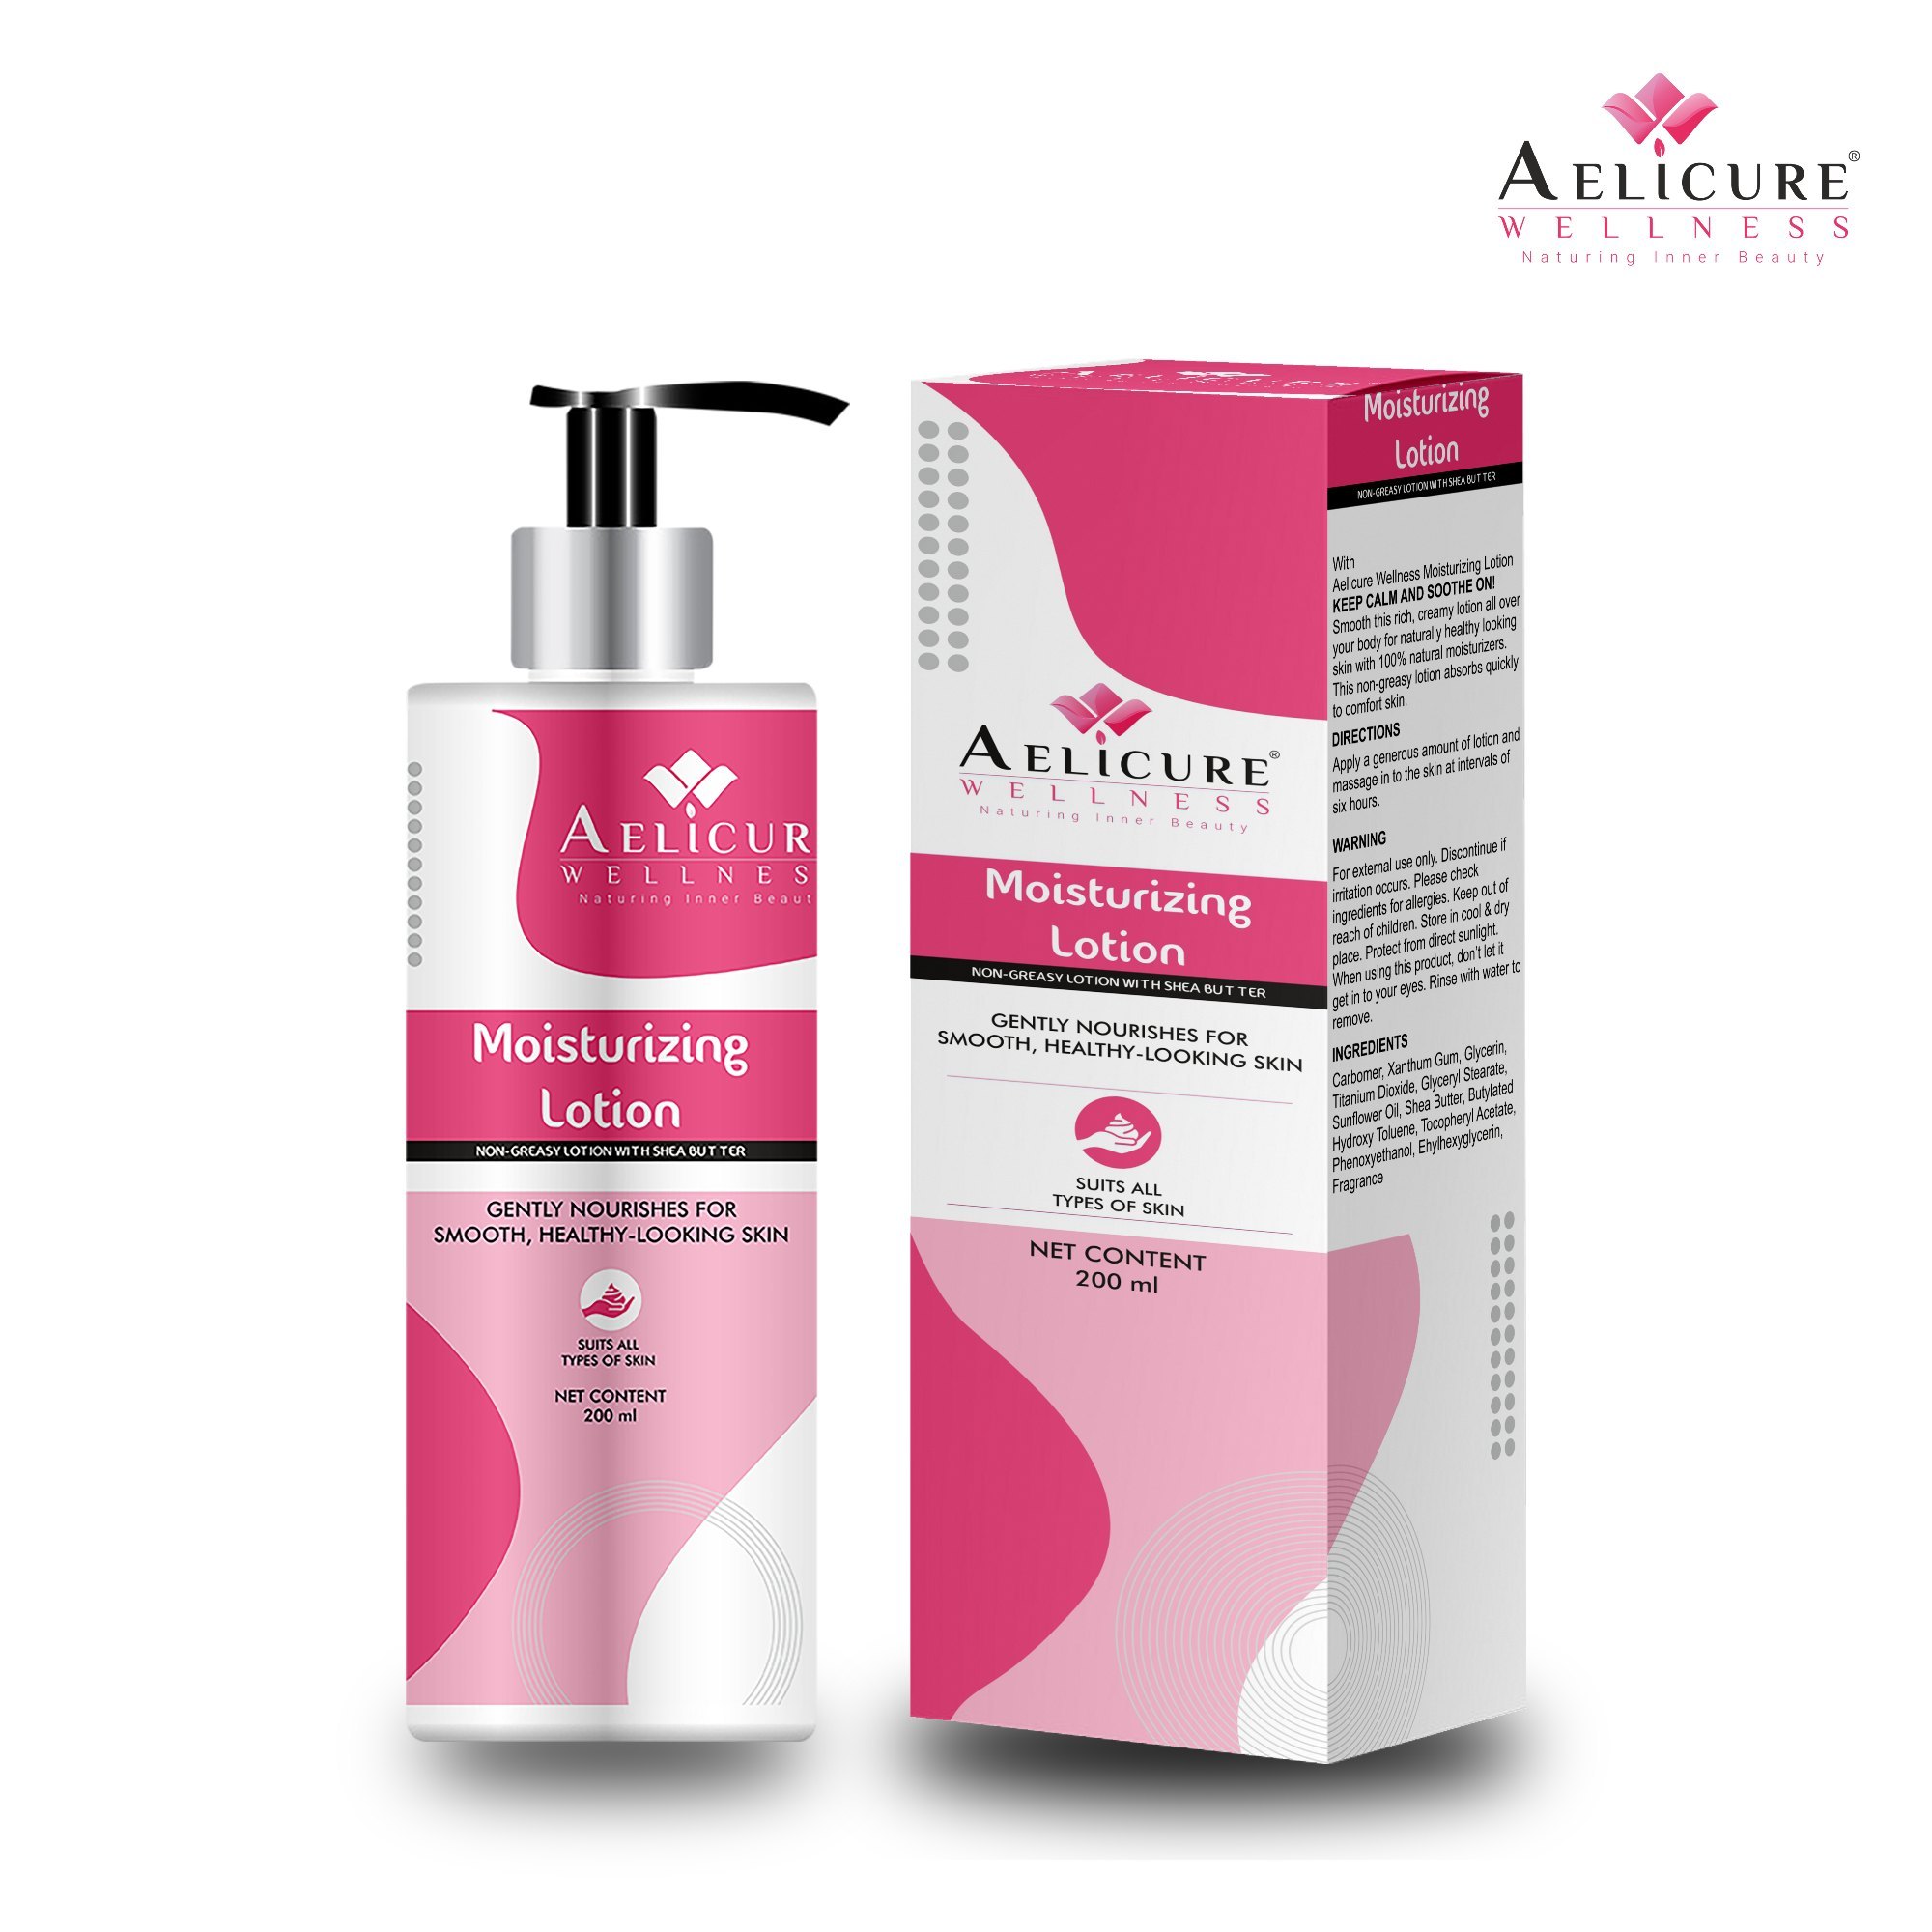 AELICURE®
WELLNESS
Naturing Inner Beauty
AELICUR
WELLNES
Naturing Inner Beaut
Moisturizing
Lotion
NON-GREASY LOTION WITH SHEA BUTTER
GENTLY NOURISHES FOR
SMOOTH, HEALTHY-LOOKING SKIN
SUITS ALL
TYPES OF SKIN
NET CONTENT
200 ml
AELICURE®
WELLNESS
Naturing Inner Beauty
Moisturizing
Lotion
NON-GREASY LOTION WITH SHEA BUTTER
GENTLY NOURISHES FOR
SMOOTH, HEALTHY-LOOKING SKIN
SUITS ALL
TYPES OF SKIN
NET CONTENT
200 ml
Moisturizing
Lotion
NON-GREASY LOTION WITH SHEA BUTTER
With
Aelicure Wellness Moisturizing Lotion
KEEP CALM AND SOOTHE ON!
Smooth this rich, creamy lotion all over
your body for naturally healthy looking
skin with 100% natural moisturizers.
This non-greasy lotion absorbs quickly
to comfort skin.
DIRECTIONS
Apply a generous amount of lotion and
massage in to the skin at intervals of
six hours.
WARNING
For external use only. Discontinue if
irritation occurs. Please check
ingredients for allergies. Keep out of
reach of children. Store in cool & dry
place. Protect from direct sunlight.
When using this product, don't let it
get in to your eyes. Rinse with water to
remove.
INGREDIENTS
Carbomer, Xanthum Gum, Glycerin,
Titanium Dioxide, Glyceryl Stearate,
Sunflower Oil, Shea Butter, Butylated
Hydroxy Toluene, Tocopheryl Acetate,
Phenoxyethanol, Ehylhexyglycerin,
Fragrance